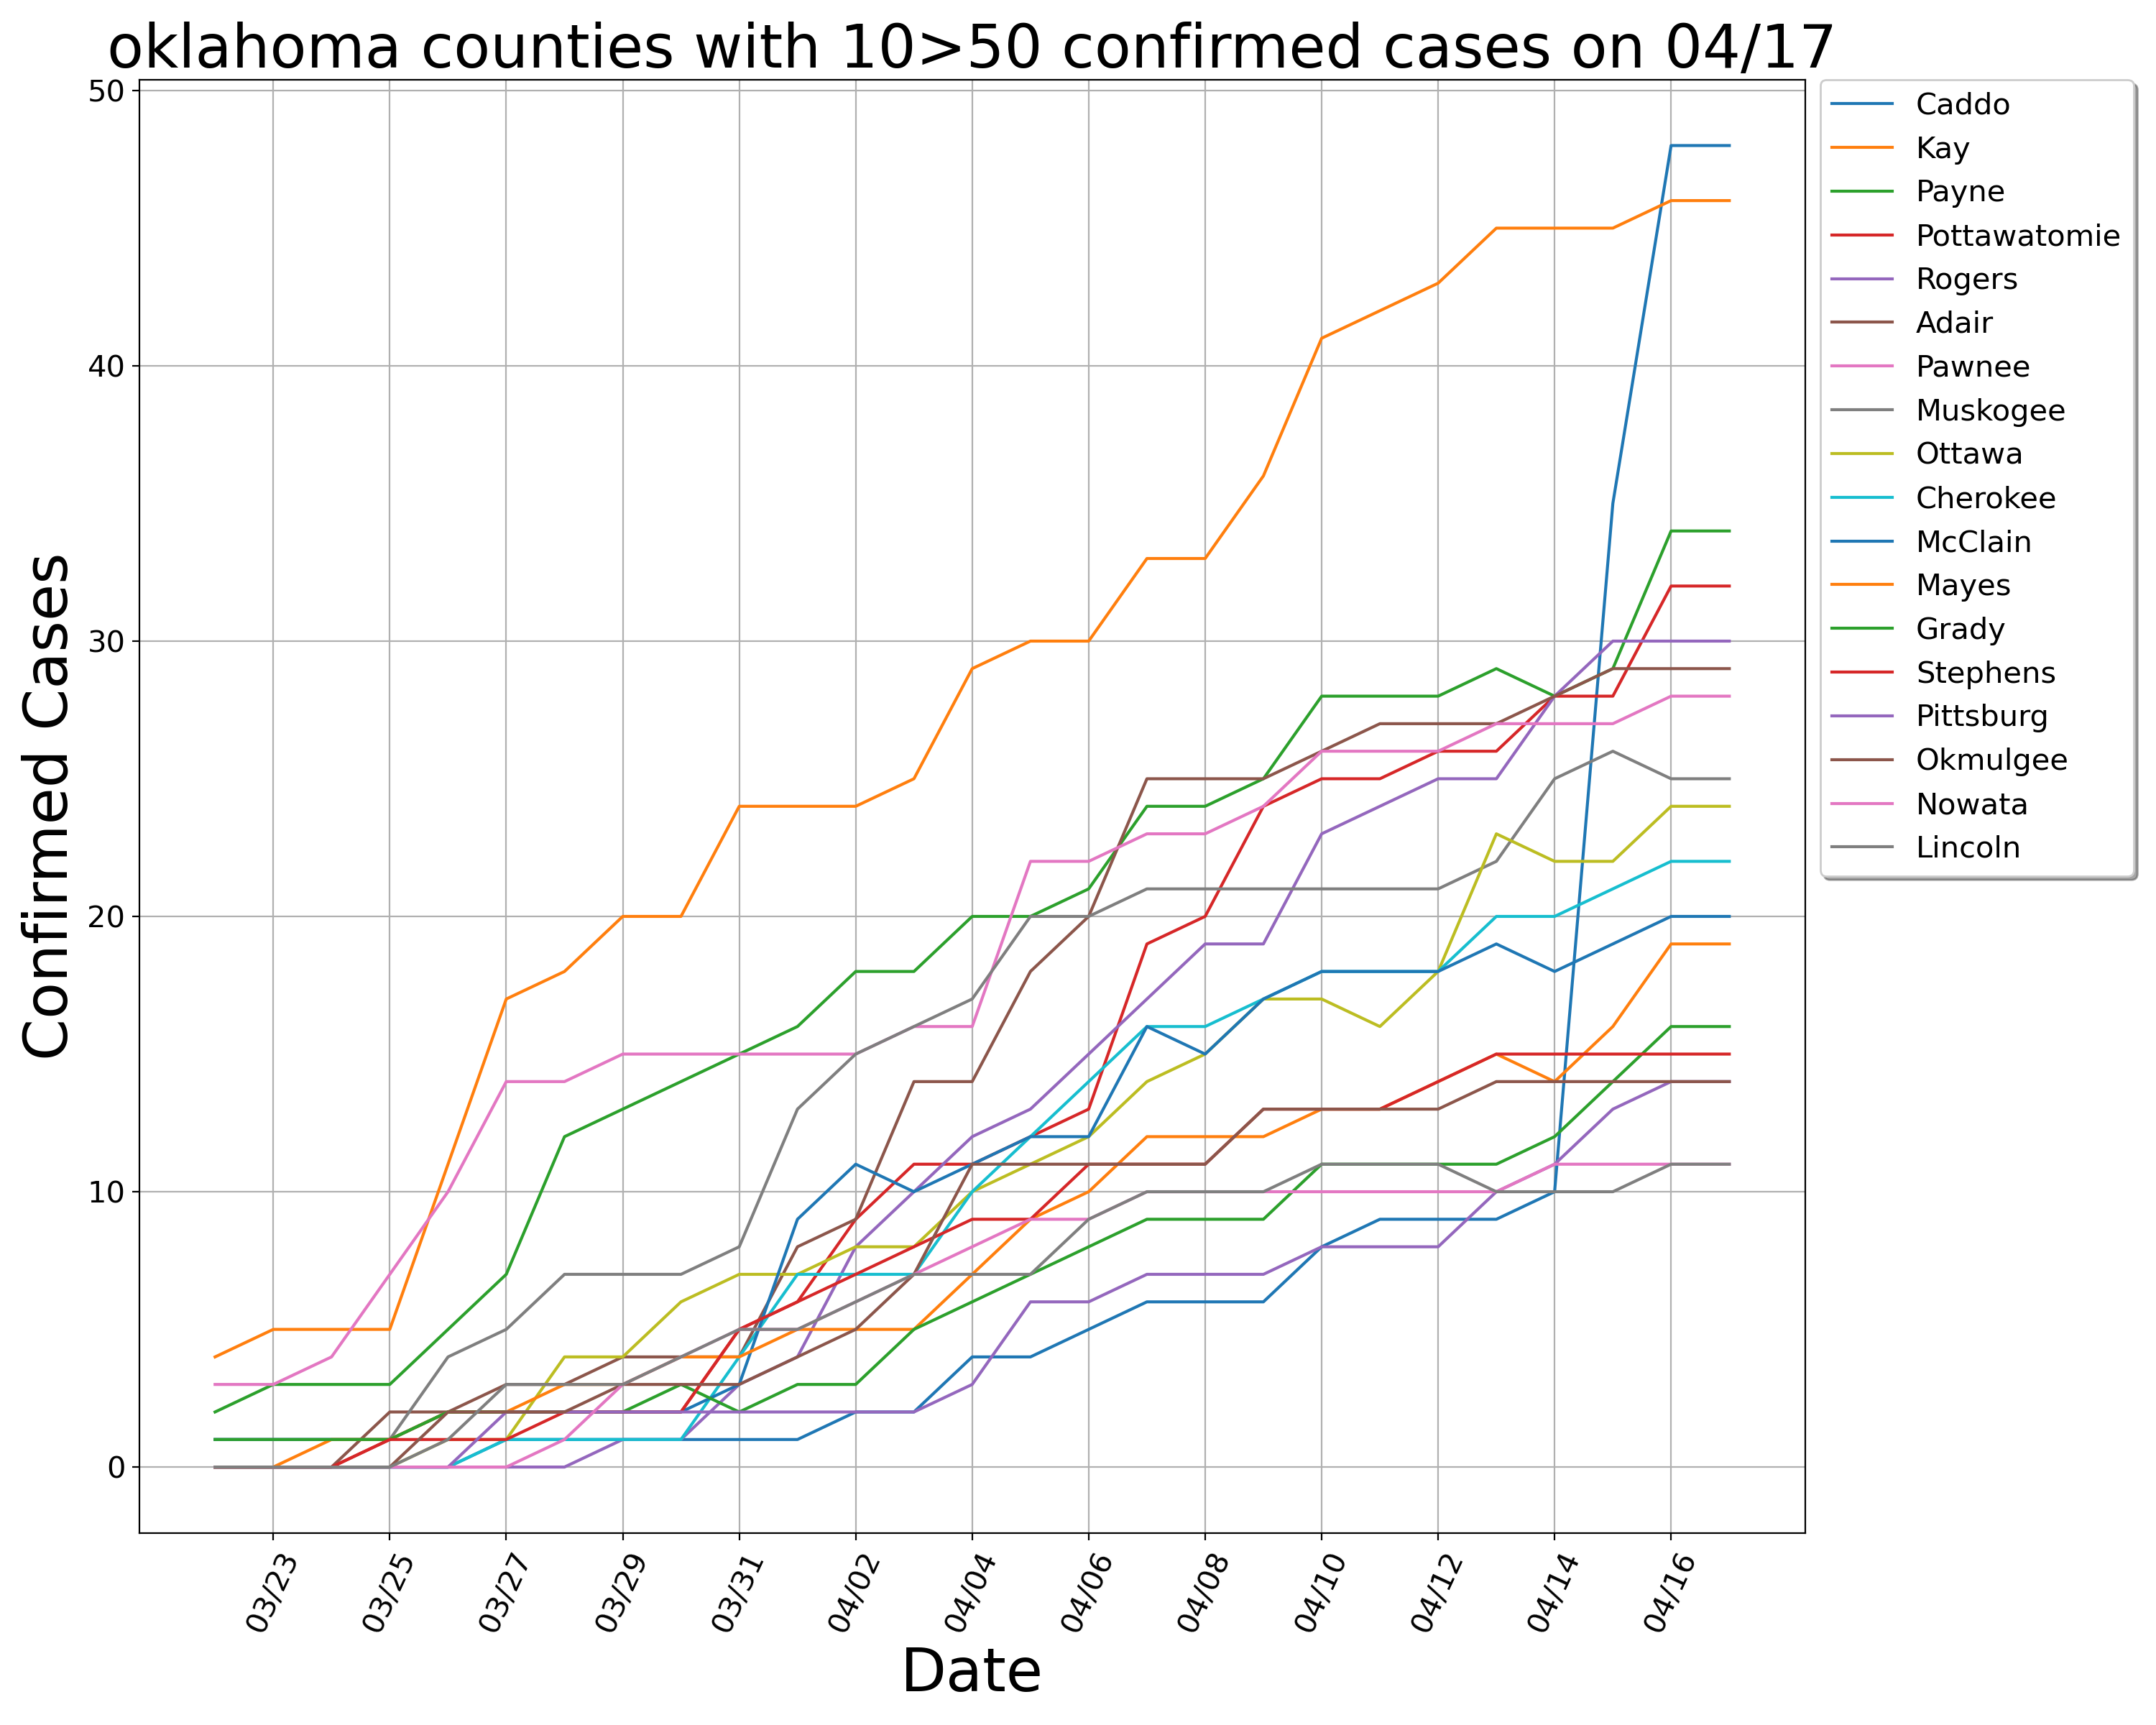 oklahoma counties with 10>50 confirmed cases on 04/17
50
40
30
20
10
0
Confirmed Cases
03/23
03/25
03/27
03/29
03/31
04/02
04/04
04/06
04/08
04/10
04/12
04/14
04/16
Date
Caddo
Kay
Payne
Pottawatomie
Rogers
Adair
Pawnee
Muskogee
Ottawa
Cherokee
McClain
Mayes
Grady
Stephens
Pittsburg
Okmulgee
Nowata
Lincoln